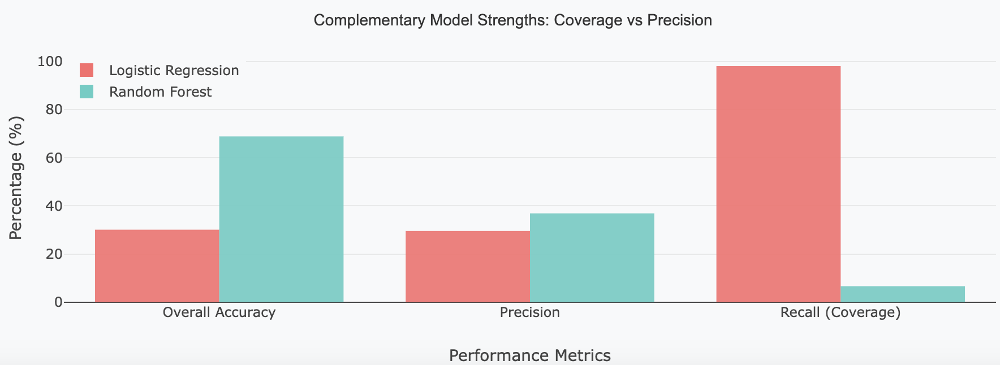 Complementary Model Strengths: Coverage vs Precision
Logistic Regression
Random Forest
Percentage (%)
100
80
60
40
20
0
Overall Accuracy
Precision
Recall (Coverage)
Performance Metrics